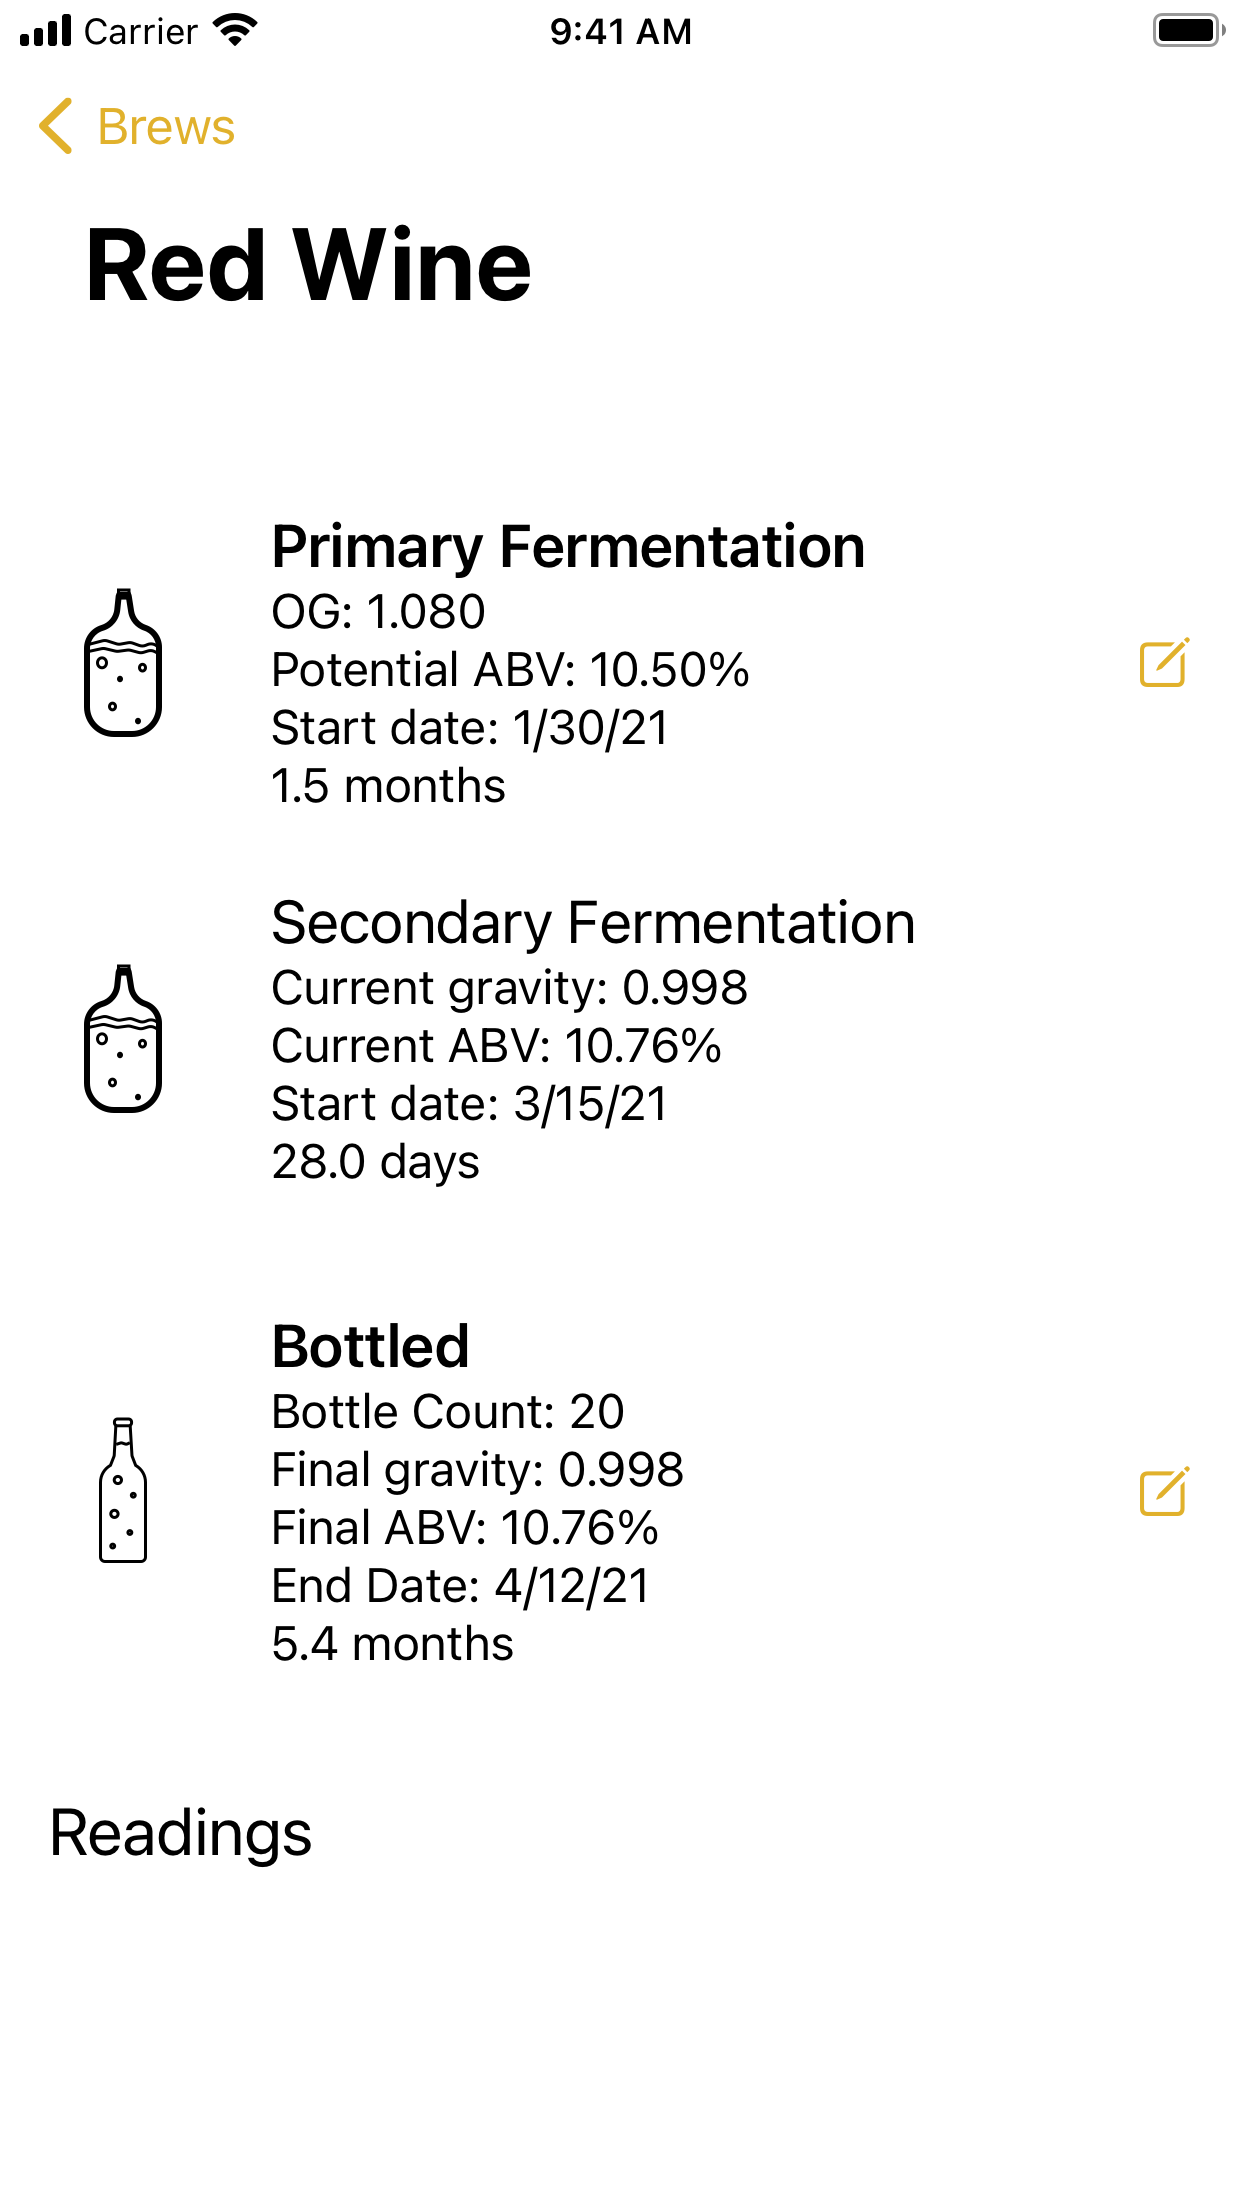 Carrier 9:41 AM
Brews
Red Wine
Primary Fermentation
OG: 1.080
Potential ABV: 10.50%
Start date: 1/30/21
1.5 months
Secondary Fermentation
Current gravity: 0.998
Current ABV: 10.76%
Start date: 3/15/21
28.0 days
Bottled
Bottle Count: 20
Final gravity: 0.998
Final ABV: 10.76%
End Date: 4/12/21
5.4 months
Readings